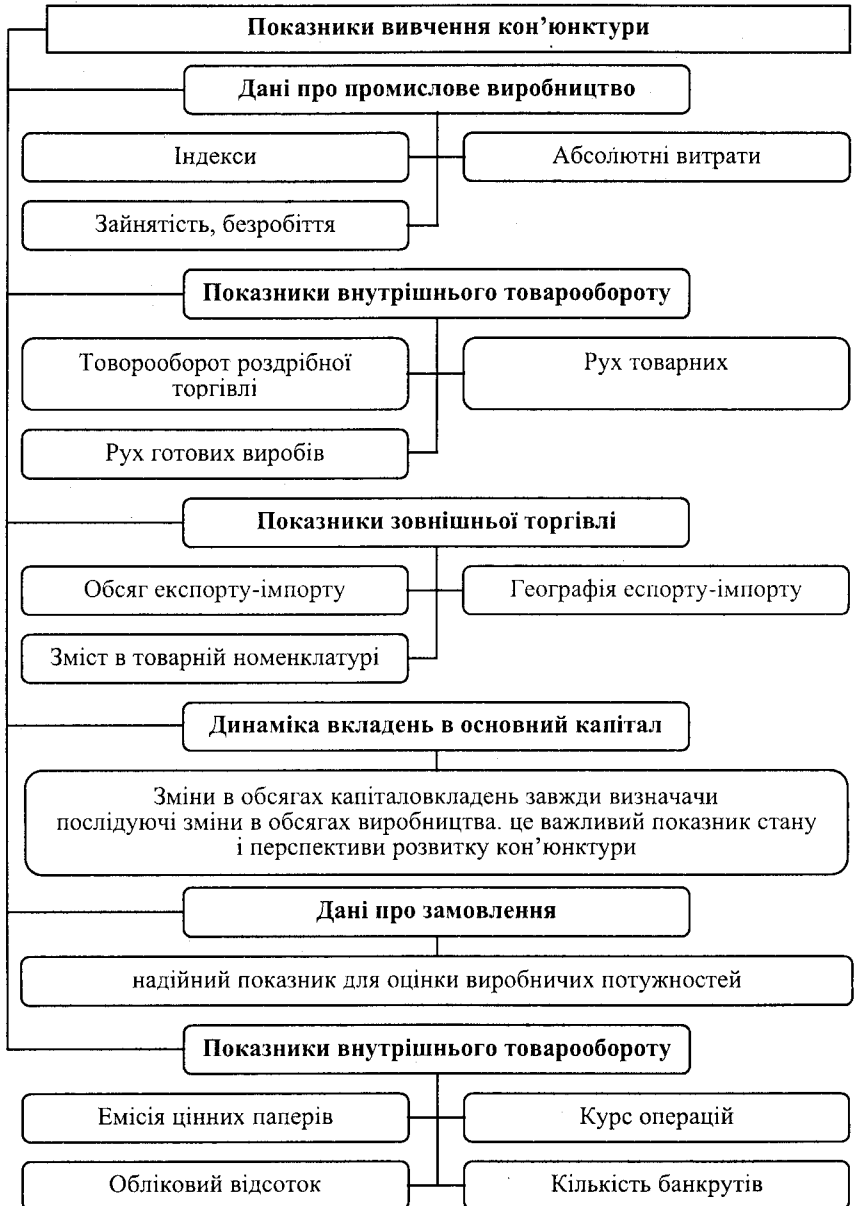 Показники вивчення кон’юнктури
Дані про промислове виробництво
Індекси
Абсолютні витрати
Зайнятість, безробіття
Показники внутрішнього товарообороту
Товорооборот роздрібної
торгівлі
Рух товарних
Рух готових виробів
Показники зовнішньої торгівлі
Обсяг експорту-імпорту
Географія еспорту-імпорту
Зміст в товарній номенклатурі
Динаміка вкладень в основний капітал
Зміни в обсягах капіталовкладень завжди визначачи
послідуючі зміни в обсягах виробництва. це важливий показник стану
і перспективи розвитку кон’юнктури
Дані про замовлення
надійний показник для оцінки виробничих потужностей
Показники внутрішнього товарообороту
Емісія цінних паперів
Курс операцій
Обліковий відсоток
Кількість банкрутів